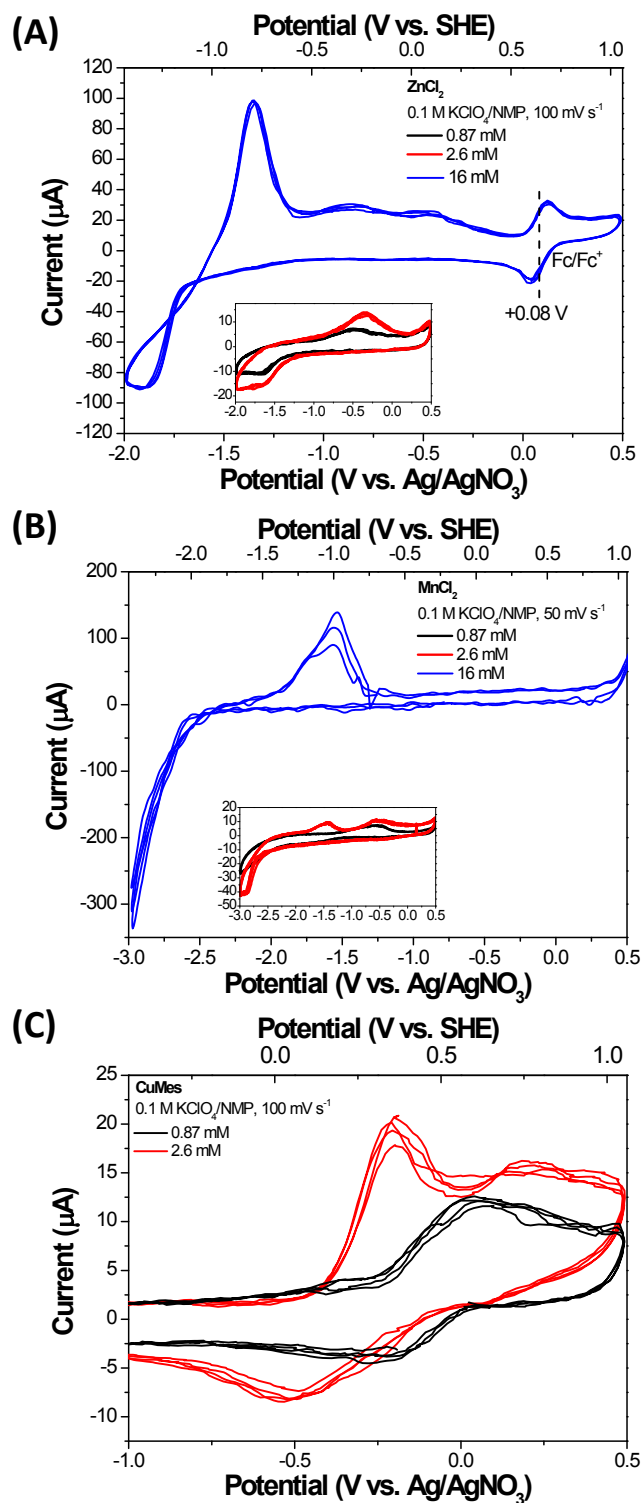 (A)
Potential (V vs. SHE)
-1.0 -0.5 0.0 0.5 1.0
120
100
80
60
40
20
0
-20
-40
-60
-80
-100
-120
Current (μA)
ZnCl₂
0.1 M KClO₄/NMP, 100 mV s⁻¹
0.87 mM
2.6 mM
16 mM
Fc/Fc⁺
+0.08 V
10
0
-10
-20
-2.0 -1.5 -1.0 -0.5 0.0 0.5
-2.0 -1.5 -1.0 -0.5 0.0 0.5
Potential (V vs. Ag/AgNO₃)
(B)
Potential (V vs. SHE)
-2.0 -1.5 -1.0 -0.5 0.0 0.5 1.0
200
100
0
-100
-200
-300
Current (μA)
MnCl₂
0.1 M KClO₄/NMP, 50 mV s⁻¹
0.87 mM
2.6 mM
16 mM
20
10
0
-10
-20
-30
-40
-50
-3.0 -2.5 -2.0 -1.5 -1.0 -0.5 0.0 0.5
-3.0 -2.5 -2.0 -1.5 -1.0 -0.5 0.0 0.5
Potential (V vs. Ag/AgNO₃)
(C)
Potential (V vs. SHE)
0.0 0.5 1.0
25
20
15
10
5
0
-5
-10
Current (μA)
CuMes
0.1 M KClO₄/NMP, 100 mV s⁻¹
0.87 mM
2.6 mM
-1.0 -0.5 0.0 0.5
Potential (V vs. Ag/AgNO₃)